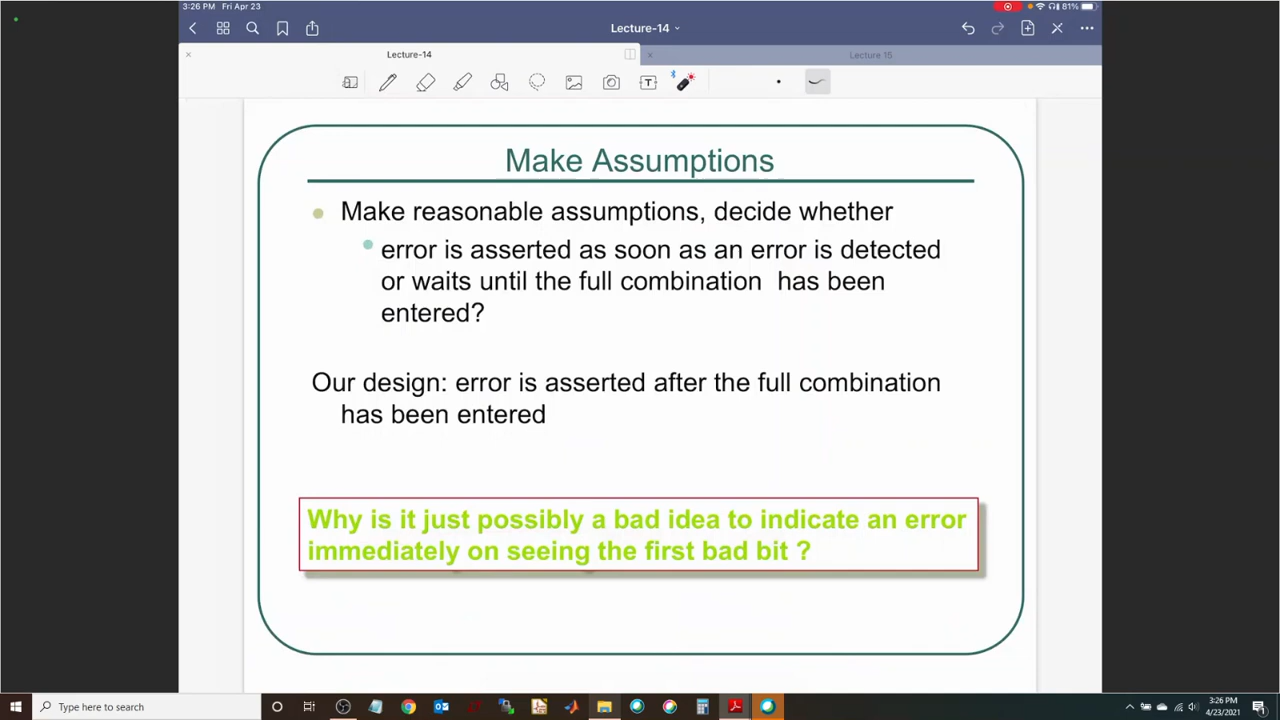 3:26 PM Fri Apr 23
81%
Lecture-14
Lecture-14
Lecture 15
T
Make Assumptions
Make reasonable assumptions, decide whether
error is asserted as soon as an error is detected
or waits until the full combination has been
entered?
Our design: error is asserted after the full combination
has been entered
Why is it just possibly a bad idea to indicate an error
immediately on seeing the first bad bit ?
Type here to search
3:26 PM
4/23/2021